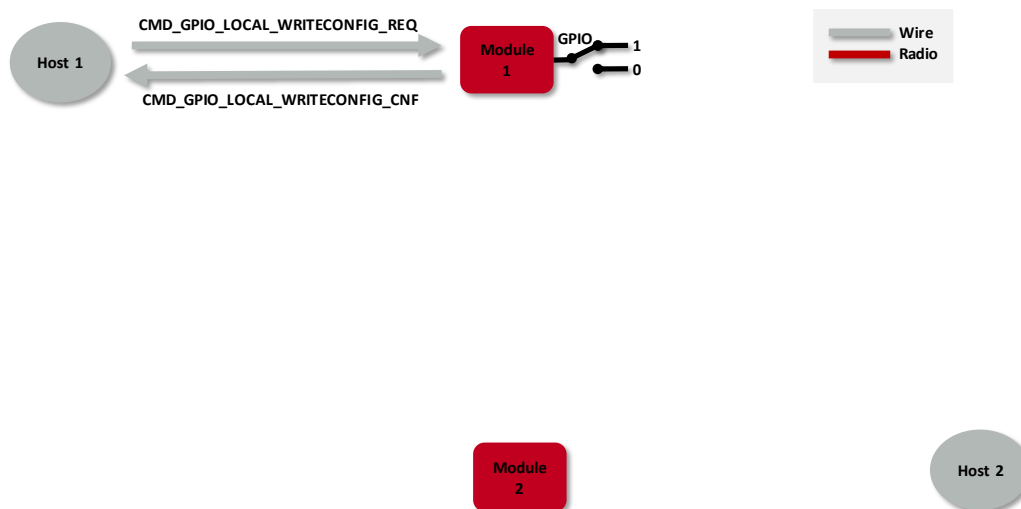 CMD_GPIO_LOCAL_WRITECONFIG_REQ
Host 1
Module
1
GPIO
1
0
CMD_GPIO_LOCAL_WRITECONFIG_CNF
Wire
Radio
Module
2
Host 2